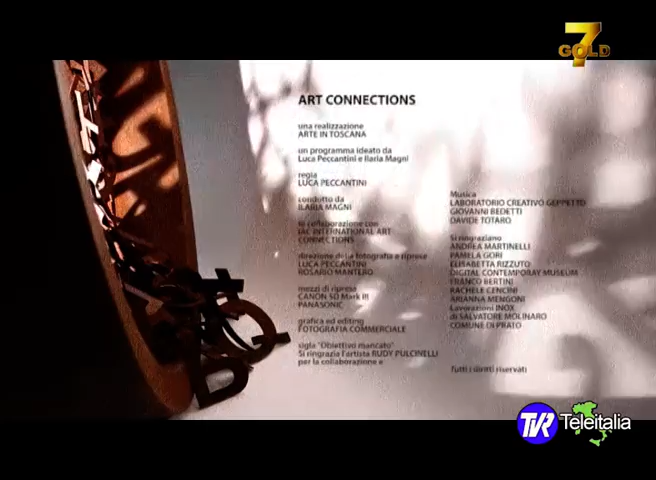 7
GOLD
ART CONNECTIONS
una realizzazione
ARTE IN TOSCANA
un programma ideato da
Luca Peccantini e Ilaria Magni
regia
LUCA PECCANTINI
condotto da
ILARIA MAGNI
In collaborazione con
IAC INTERNATIONAL ART
CONNECTIONS
direzione della fotografia e riprese
LUCA PECCANTINI
ROSARIO MANTERO
mezzi di ripresa
CANON 5D Mark III
PANASONIC
grafica ed editing
FOTOGRAFIA COMMERCIALE
sigla "Obiettivo mancato"
Si ringrazia l'artista RUDY PULCINELLI
per la collaborazione e
Musica
LABORATORIO CREATIVO GEPPETTO
GIOVANNI BEDETTI
DAVIDE TOTARO
Si ringraziano
ANDREA MARTINELLI
PAMELA GORI
ELISABETTA RIZZUTO
DIGITAL CONTEMPORAY MUSEUM
FRANCO BERTINI
RACHELE CENCINI
ARIANNA MENGONI
Lavorazioni INOX
di SALVATORE MOLINARO
COMUNE DI PRATO
Tutti i diritti riservati
TVR Teleitalia